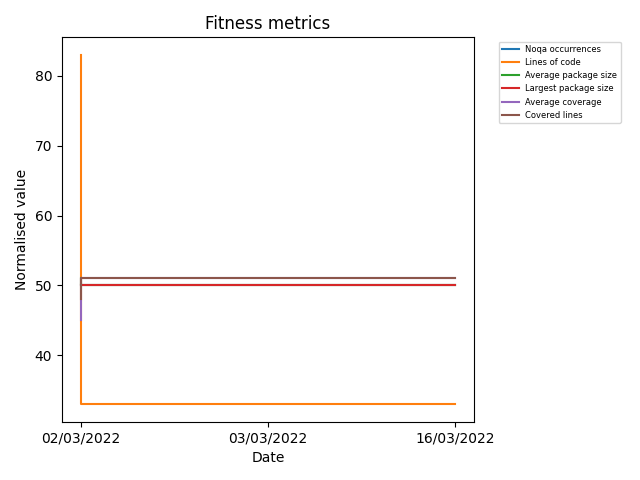 Fitness metrics
Noqa occurrences
Lines of code
Average package size
Largest package size
Average coverage
Covered lines
Normalised value
80
70
60
50
40
02/03/2022
03/03/2022
16/03/2022
Date